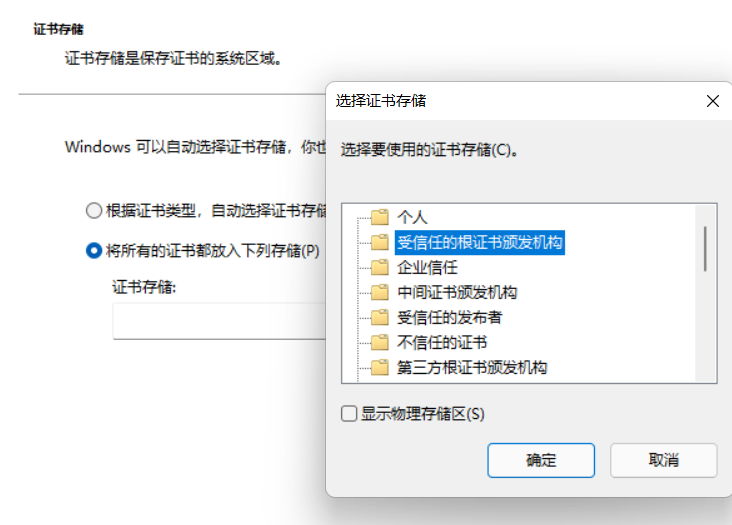 证书存储
证书存储是保存证书的系统区域。
Windows 可以自动选择证书存储，你也
根据证书类型，自动选择证书存储
将所有的证书都放入下列存储(P)
证书存储:
选择证书存储
选择要使用的证书存储(C)。
个人
受信任的根证书颁发机构
企业信任
中间证书颁发机构
受信任的发布者
不信任的证书
第三方根证书颁发机构
显示物理存储区(S)
确定
取消